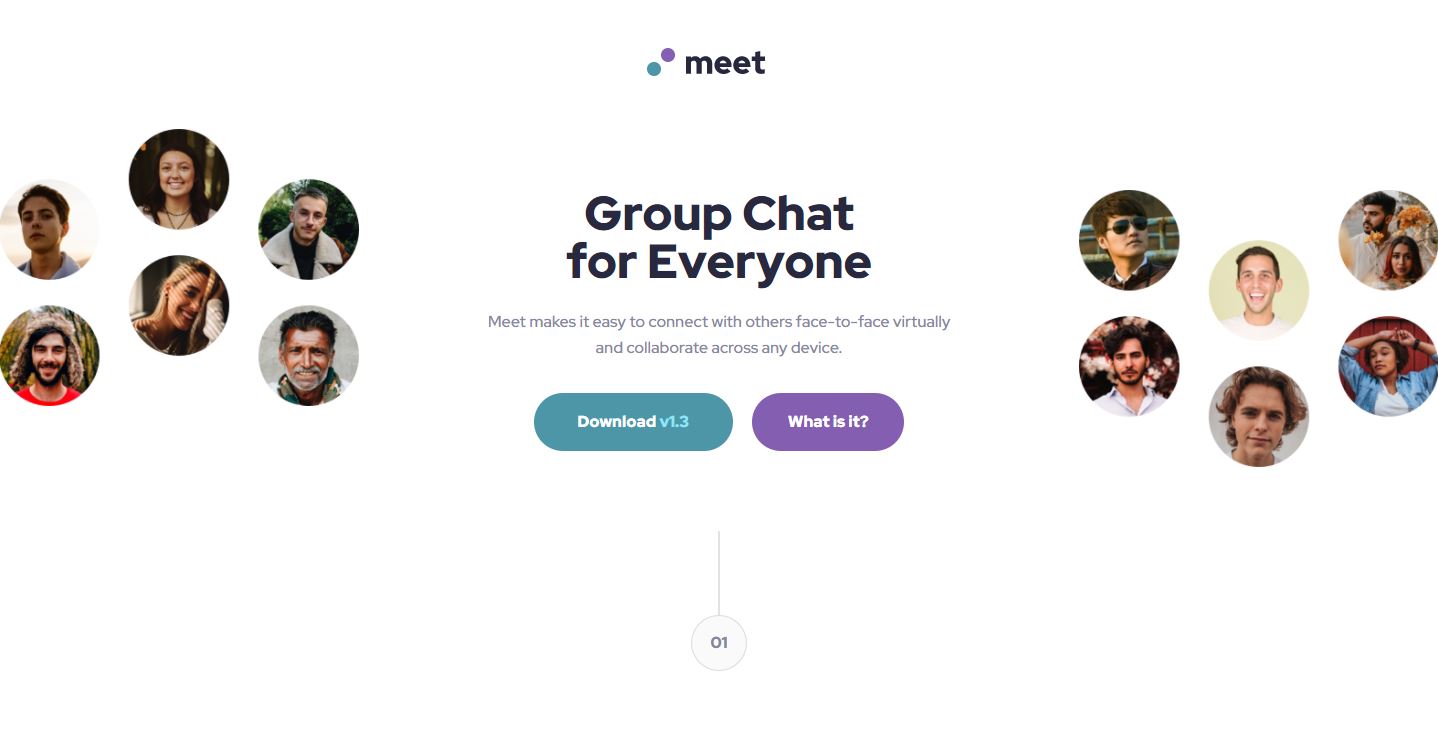 meet
Group Chat
for Everyone
Meet makes it easy to connect with others face-to-face virtually
and collaborate across any device.
Download v1.3
What is it?
01